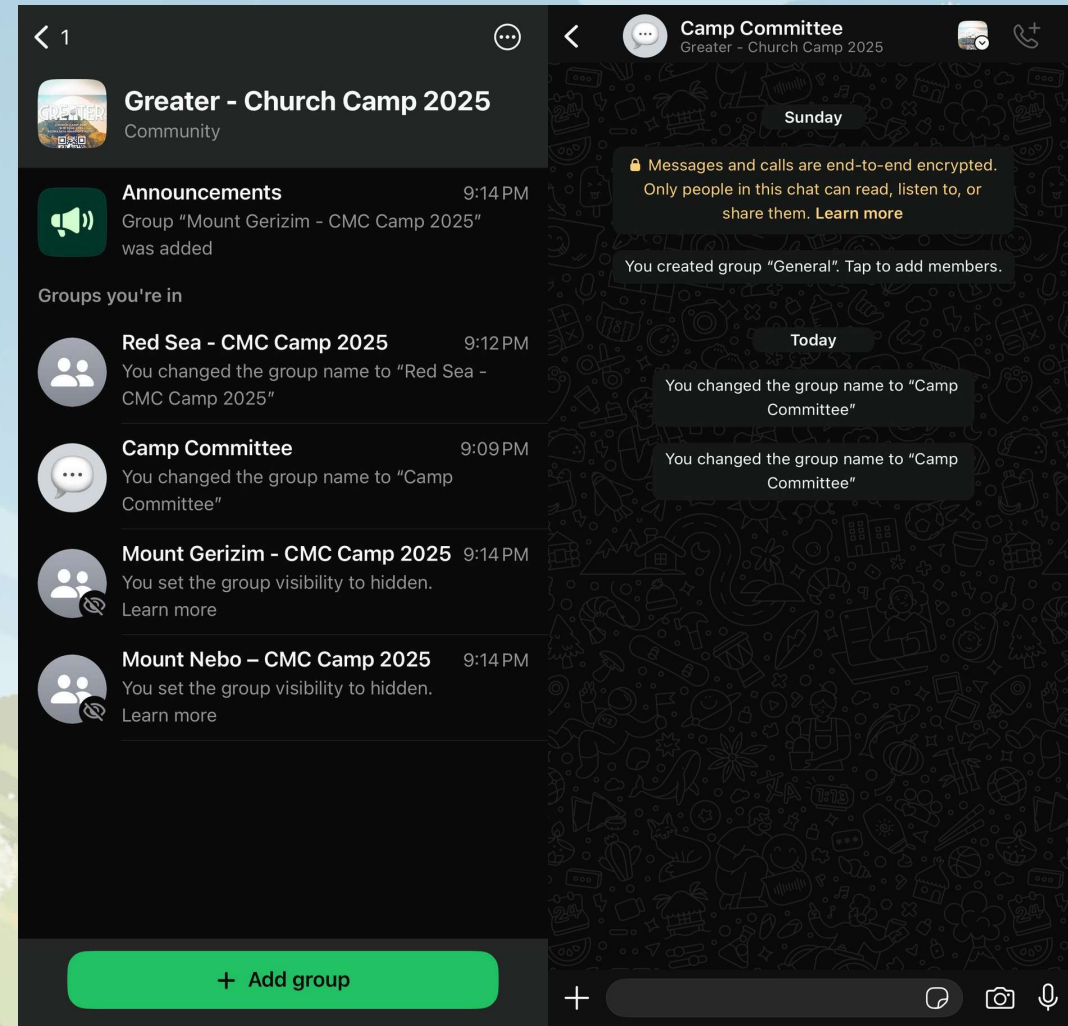 1
GREATER
Greater - Church Camp 2025
Community
Announcements
9:14 PM
Group “Mount Gerizim - CMC Camp 2025”
was added
Groups you're in
Red Sea - CMC Camp 2025
9:12 PM
You changed the group name to “Red Sea -
CMC Camp 2025”
Camp Committee
9:09 PM
You changed the group name to “Camp
Committee”
Mount Gerizim - CMC Camp 2025
9:14 PM
You set the group visibility to hidden.
Learn more
Mount Nebo – CMC Camp 2025
9:14 PM
You set the group visibility to hidden.
Learn more
+ Add group
Camp Committee
Greater - Church Camp 2025
Sunday
Messages and calls are end-to-end encrypted.
Only people in this chat can read, listen to, or
share them. Learn more
You created group “General”. Tap to add members.
Today
You changed the group name to “Camp
Committee”
You changed the group name to “Camp
Committee”